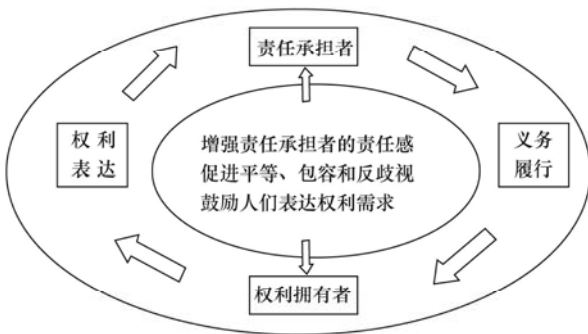 责任承担者
权利
表达
增强责任承担者的责任感
促进平等、包容和反歧视
鼓励人们表达权利需求
义务
履行
权利拥有者